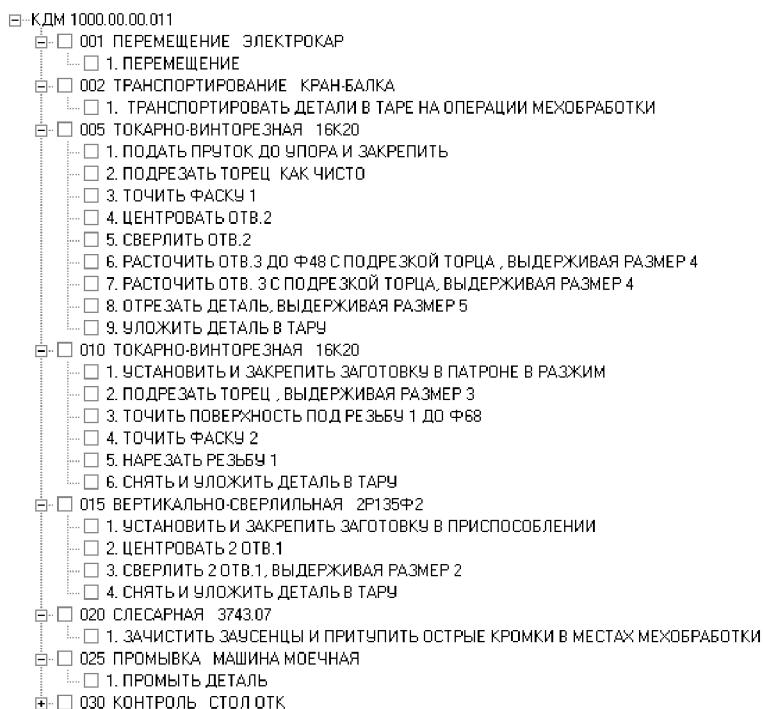 КДМ 1000.00.00.011
001 ПЕРЕМЕЩЕНИЕ ЭЛЕКТРОКАР
1. ПЕРЕМЕЩЕНИЕ
002 ТРАНСПОРТИРОВАНИЕ КРАН-БАЛКА
1. ТРАНСПОРТИРОВАТЬ ДЕТАЛИ В ТАРЕ НА ОПЕРАЦИИ МЕХОБРАБОТКИ
005 ТОКАРНО-ВИНТОРЕЗНАЯ 16К20
1. ПОДАТЬ ПРУТОК ДО УПОРА И ЗАКРЕПИТЬ
2. ПОДРЕЗАТЬ ТОРЕЦ КАК ЧИСТО
3. ТОЧИТЬ ФАСКУ 1
4. ЦЕНТРОВАТЬ ОТВ.2
5. СВЕРЛИТЬ ОТВ.2
6. РАСТОЧИТЬ ОТВ.3 ДО Ф48 С ПОДРЕЗКОЙ ТОРЦА , ВЫДЕРЖИВАЯ РАЗМЕР 4
7. РАСТОЧИТЬ ОТВ. 3 С ПОДРЕЗКОЙ ТОРЦА, ВЫДЕРЖИВАЯ РАЗМЕР 4
8. ОТРЕЗАТЬ ДЕТАЛЬ, ВЫДЕРЖИВАЯ РАЗМЕР 5
9. УЛОЖИТЬ ДЕТАЛЬ В ТАРУ
010 ТОКАРНО-ВИНТОРЕЗНАЯ 16К20
1. УСТАНОВИТЬ И ЗАКРЕПИТЬ ЗАГОТОВКУ В ПАТРОНЕ В РАЗЖИМ
2. ПОДРЕЗАТЬ ТОРЕЦ , ВЫДЕРЖИВАЯ РАЗМЕР 3
3. ТОЧИТЬ ПОВЕРХНОСТЬ ПОД РЕЗЬБУ 1 ДО Ф68
4. ТОЧИТЬ ФАСКУ 2
5. НАРЕЗАТЬ РЕЗЬБУ 1
6. СНЯТЬ И УЛОЖИТЬ ДЕТАЛЬ В ТАРУ
015 ВЕРТИКАЛЬНО-СВЕРЛИЛЬНАЯ 2Р135Ф2
1. УСТАНОВИТЬ И ЗАКРЕПИТЬ ЗАГОТОВКУ В ПРИСПОСОБЛЕНИИ
2. ЦЕНТРОВАТЬ 2 ОТВ.1
3. СВЕРЛИТЬ 2 ОТВ.1, ВЫДЕРЖИВАЯ РАЗМЕР 2
4. СНЯТЬ И УЛОЖИТЬ ДЕТАЛЬ В ТАРУ
020 СЛЕСАРНАЯ 3743.07
1. ЗАЧИСТИТЬ ЗАУСЕНЦЫ И ПРИТУПИТЬ ОСТРЫЕ КРОМКИ В МЕСТАХ МЕХОБРАБОТКИ
025 ПРОМЫВКА МАШИНА МОЕЧНАЯ
1. ПРОМЫТЬ ДЕТАЛЬ
030 КОНТРОЛЬ СТОЛ ОТК